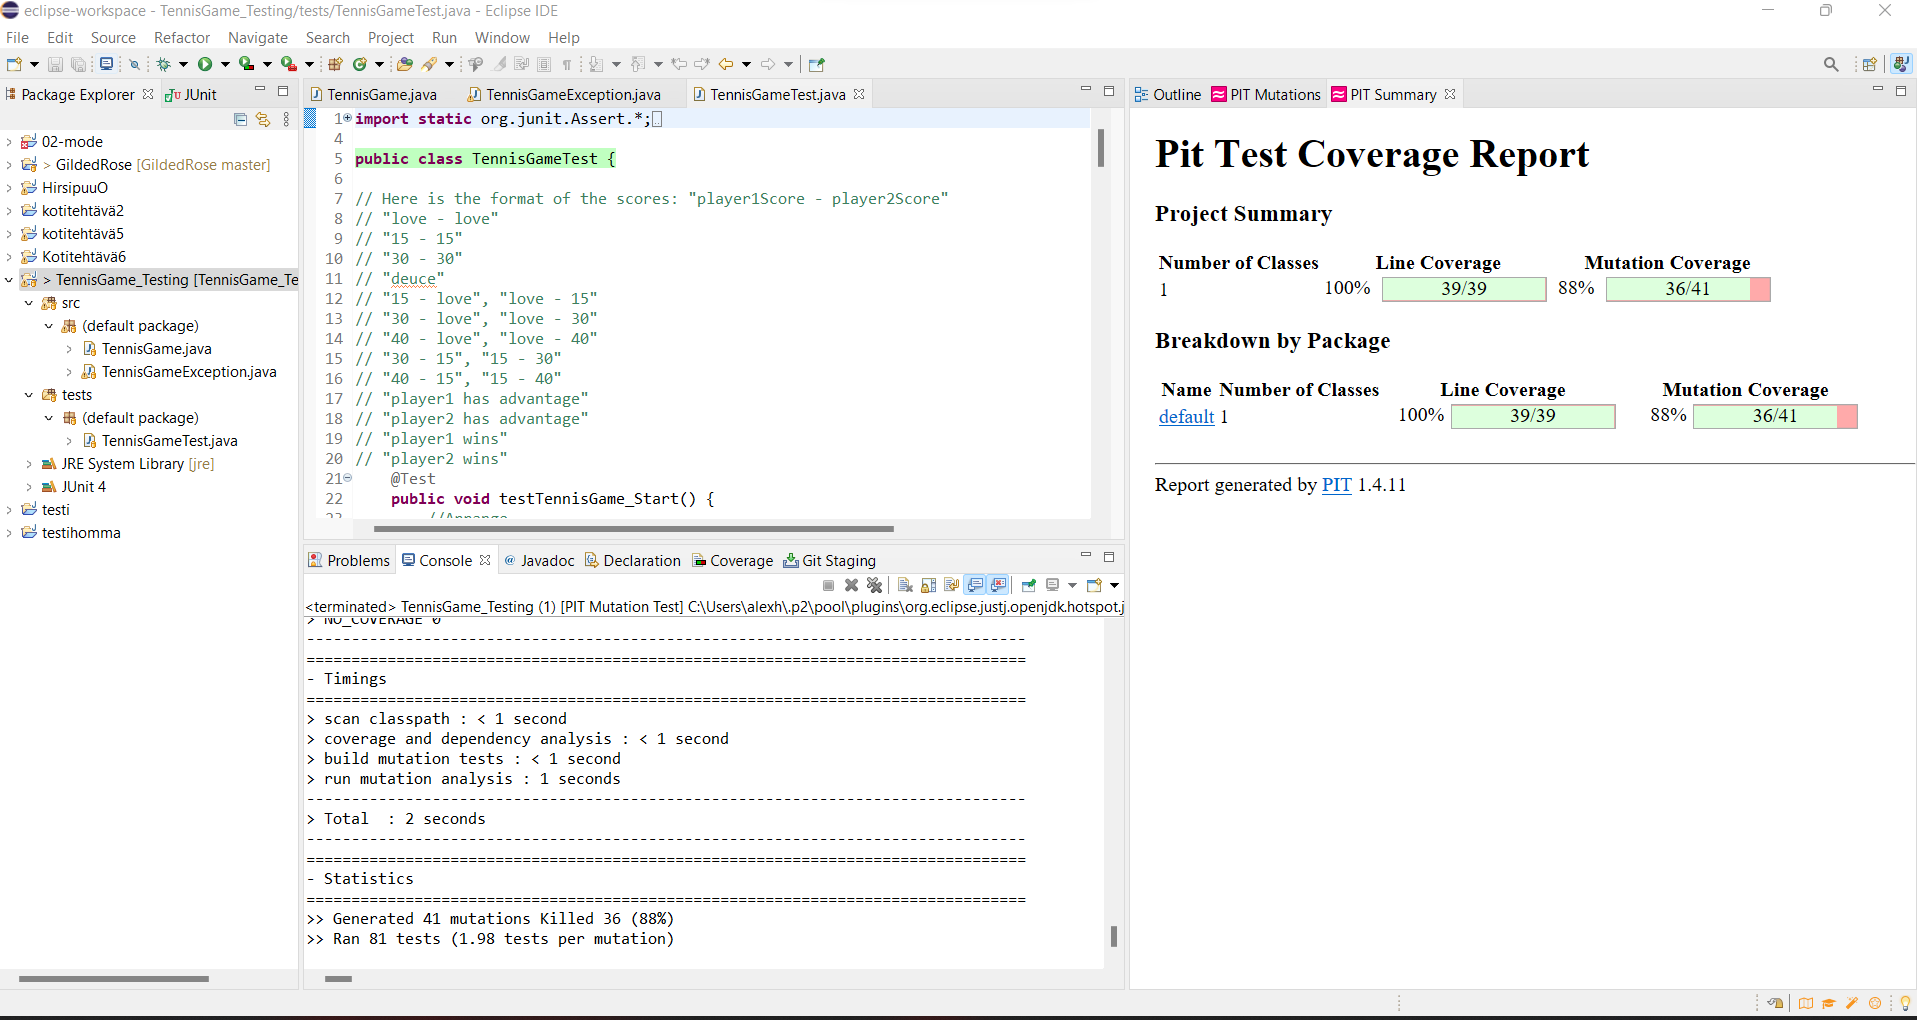 eclipse-workspace - TennisGame_Testing/tests/TennisGameTest.java - Eclipse IDE
File Edit Source Refactor Navigate Search Project Run Window Help
Package Explorer
JUnit
02-mode
> GildedRose [GildedRose master]
HirsipuuO
kotitehtävä2
kotitehtävä5
Kotitehtävä6
> TennisGame_Testing [TennisGame_Te
src
(default package)
TennisGame.java
TennisGameException.java
tests
(default package)
TennisGameTest.java
JRE System Library [jre]
JUnit 4
testi
testihomma
TennisGame.java TennisGameException.java TennisGameTest.java
1 import static org.junit.Assert.*;
4
5 public class TennisGameTest {
6
7 // Here is the format of the scores: "player1Score - player2Score"
8 // "love - love"
9 // "15 - 15"
10 // "30 - 30"
11 // "deuce"
12 // "15 - love", "love - 15"
13 // "30 - love", "love - 30"
14 // "40 - love", "love - 40"
15 // "30 - 15", "15 - 30"
16 // "40 - 15", "15 - 40"
17 // "player1 has advantage"
18 // "player2 has advantage"
19 // "player1 wins"
20 // "player2 wins"
21 @Test
22 public void testTennisGame_Start() {
23 //Arrange
Problems Console @ Javadoc Declaration Coverage Git Staging
<terminated> TennisGame_Testing (1) [PIT Mutation Test] C:\Users\alexh\.p2\pool\plugins\org.eclipse.justj.openjdk.hotspot.j
> NO_COVERAGE 0
--------------------------------------------------------------------------------
================================================================================
- Timings
================================================================================
> scan classpath : < 1 second
> coverage and dependency analysis : < 1 second
> build mutation tests : < 1 second
> run mutation analysis : 1 seconds
--------------------------------------------------------------------------------
> Total : 2 seconds
--------------------------------------------------------------------------------
================================================================================
- Statistics
================================================================================
>> Generated 41 mutations Killed 36 (88%)
>> Ran 81 tests (1.98 tests per mutation)
Outline PIT Mutations PIT Summary
Pit Test Coverage Report
Project Summary
Number of Classes Line Coverage Mutation Coverage
1 100% 39/39 88% 36/41
Breakdown by Package
Name Number of Classes Line Coverage Mutation Coverage
default 1 100% 39/39 88% 36/41
Report generated by PIT 1.4.11